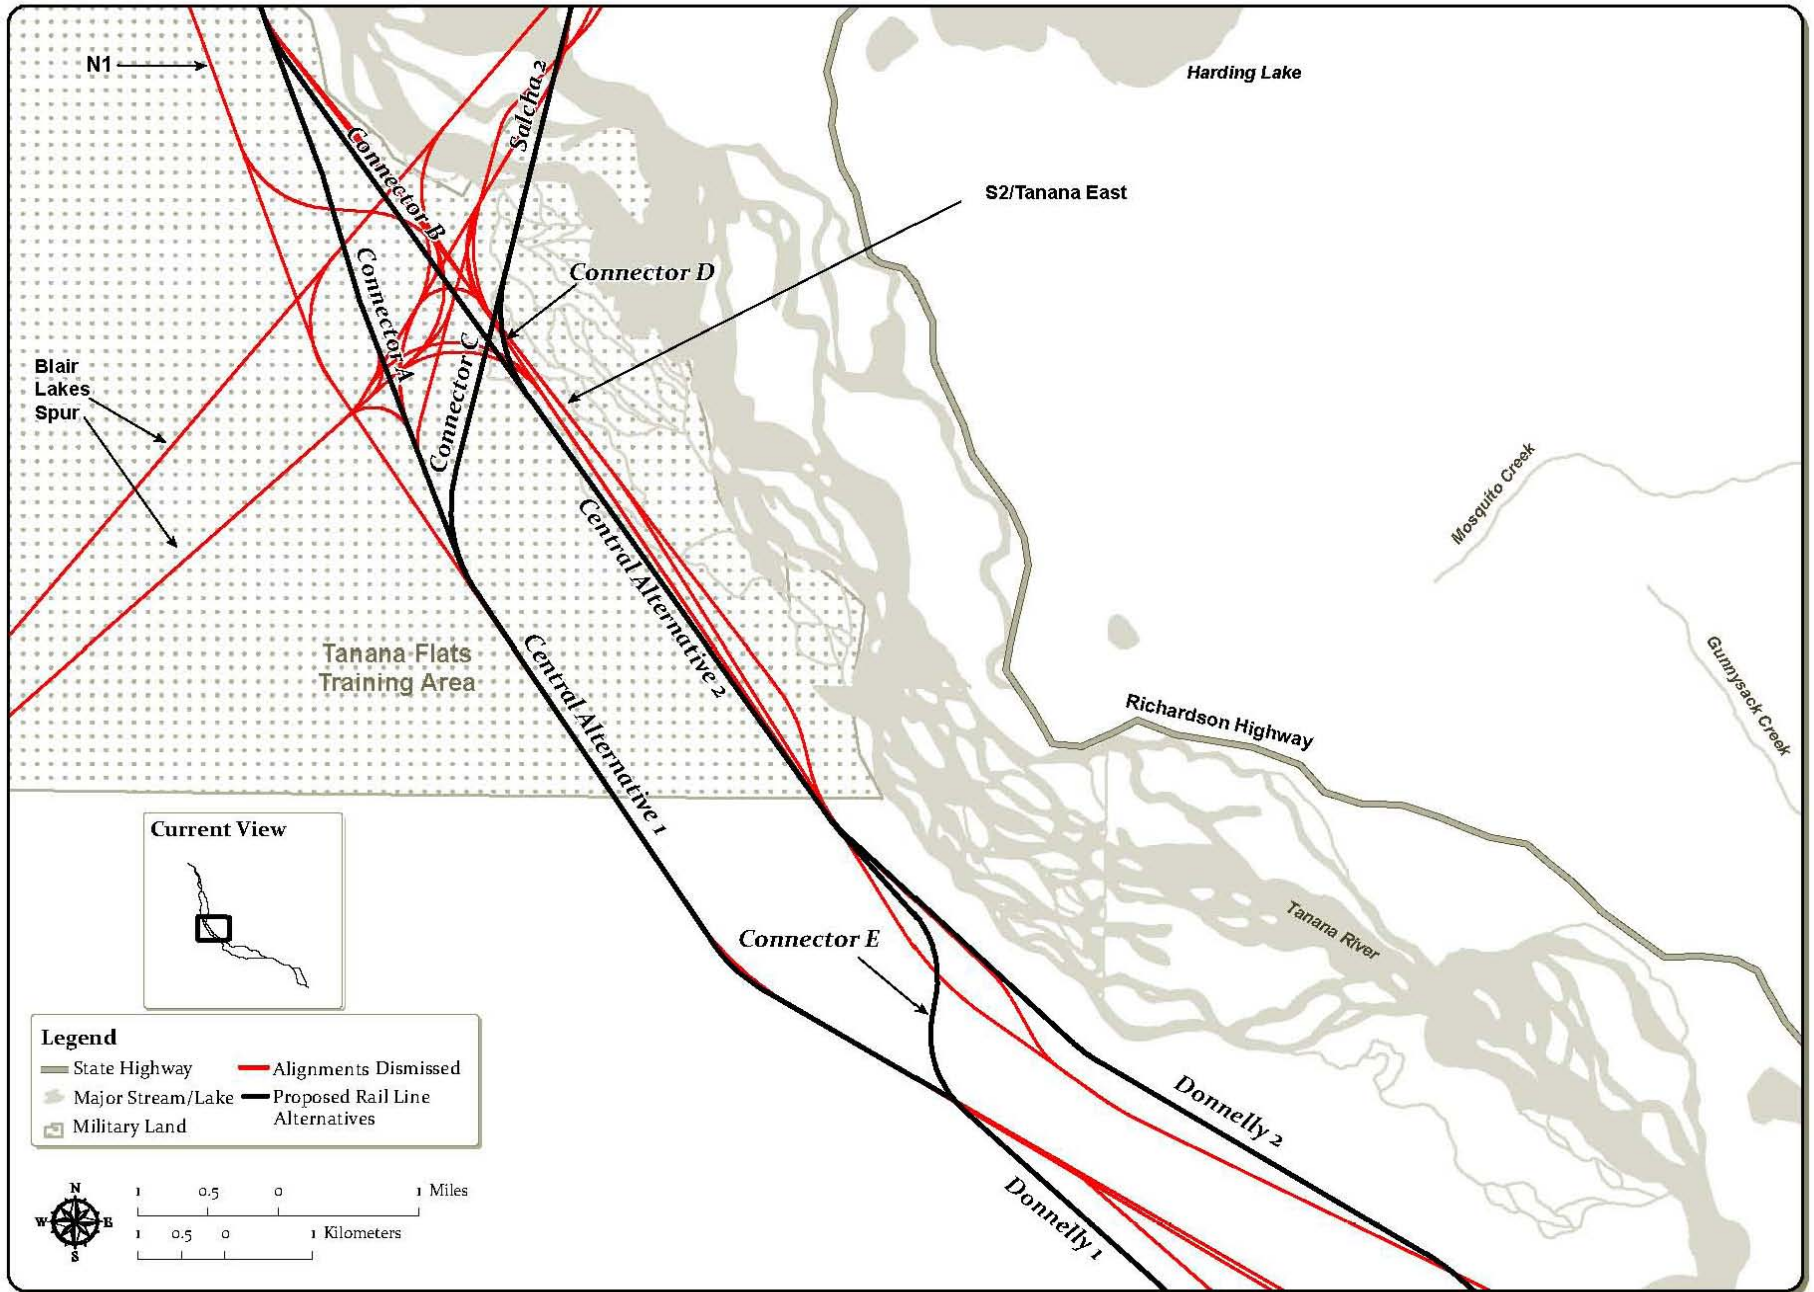 N1
Salcha 2
Harding Lake
Connector B
S2/Tanana East
Connector D
Connector A
Connector C
Blair
Lakes
Spur
Mosquito Creek
Central Alternative 2
Tanana Flats
Training Area
Central Alternative 1
Gunnysack Creek
Richardson Highway
Current View
Connector E
Tanana River
Legend
State Highway
Alignments Dismissed
Major Stream/Lake
Proposed Rail Line
Alternatives
Military Land
Donnelly 2
Donnelly 1
N
W E
S
1 0.5 0 1 Miles
1 0.5 0 1 Kilometers